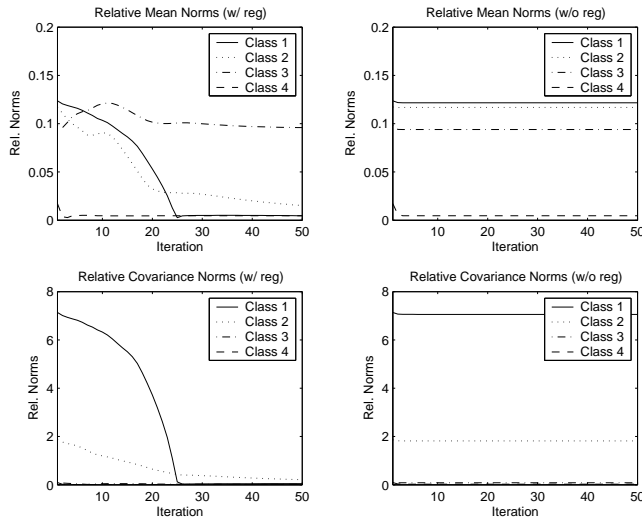 Relative Mean Norms (w/ reg)
Rel. Norms
0.2
0.15
0.1
0.05
0
10 20 30 40 50
Iteration
Class 1
Class 2
Class 3
Class 4
Relative Mean Norms (w/o reg)
Rel. Norms
0.2
0.15
0.1
0.05
0
10 20 30 40 50
Iteration
Class 1
Class 2
Class 3
Class 4
Relative Covariance Norms (w/ reg)
Rel. Norms
8
6
4
2
0
10 20 30 40 50
Iteration
Class 1
Class 2
Class 3
Class 4
Relative Covariance Norms (w/o reg)
Rel. Norms
8
6
4
2
0
10 20 30 40 50
Iteration
Class 1
Class 2
Class 3
Class 4